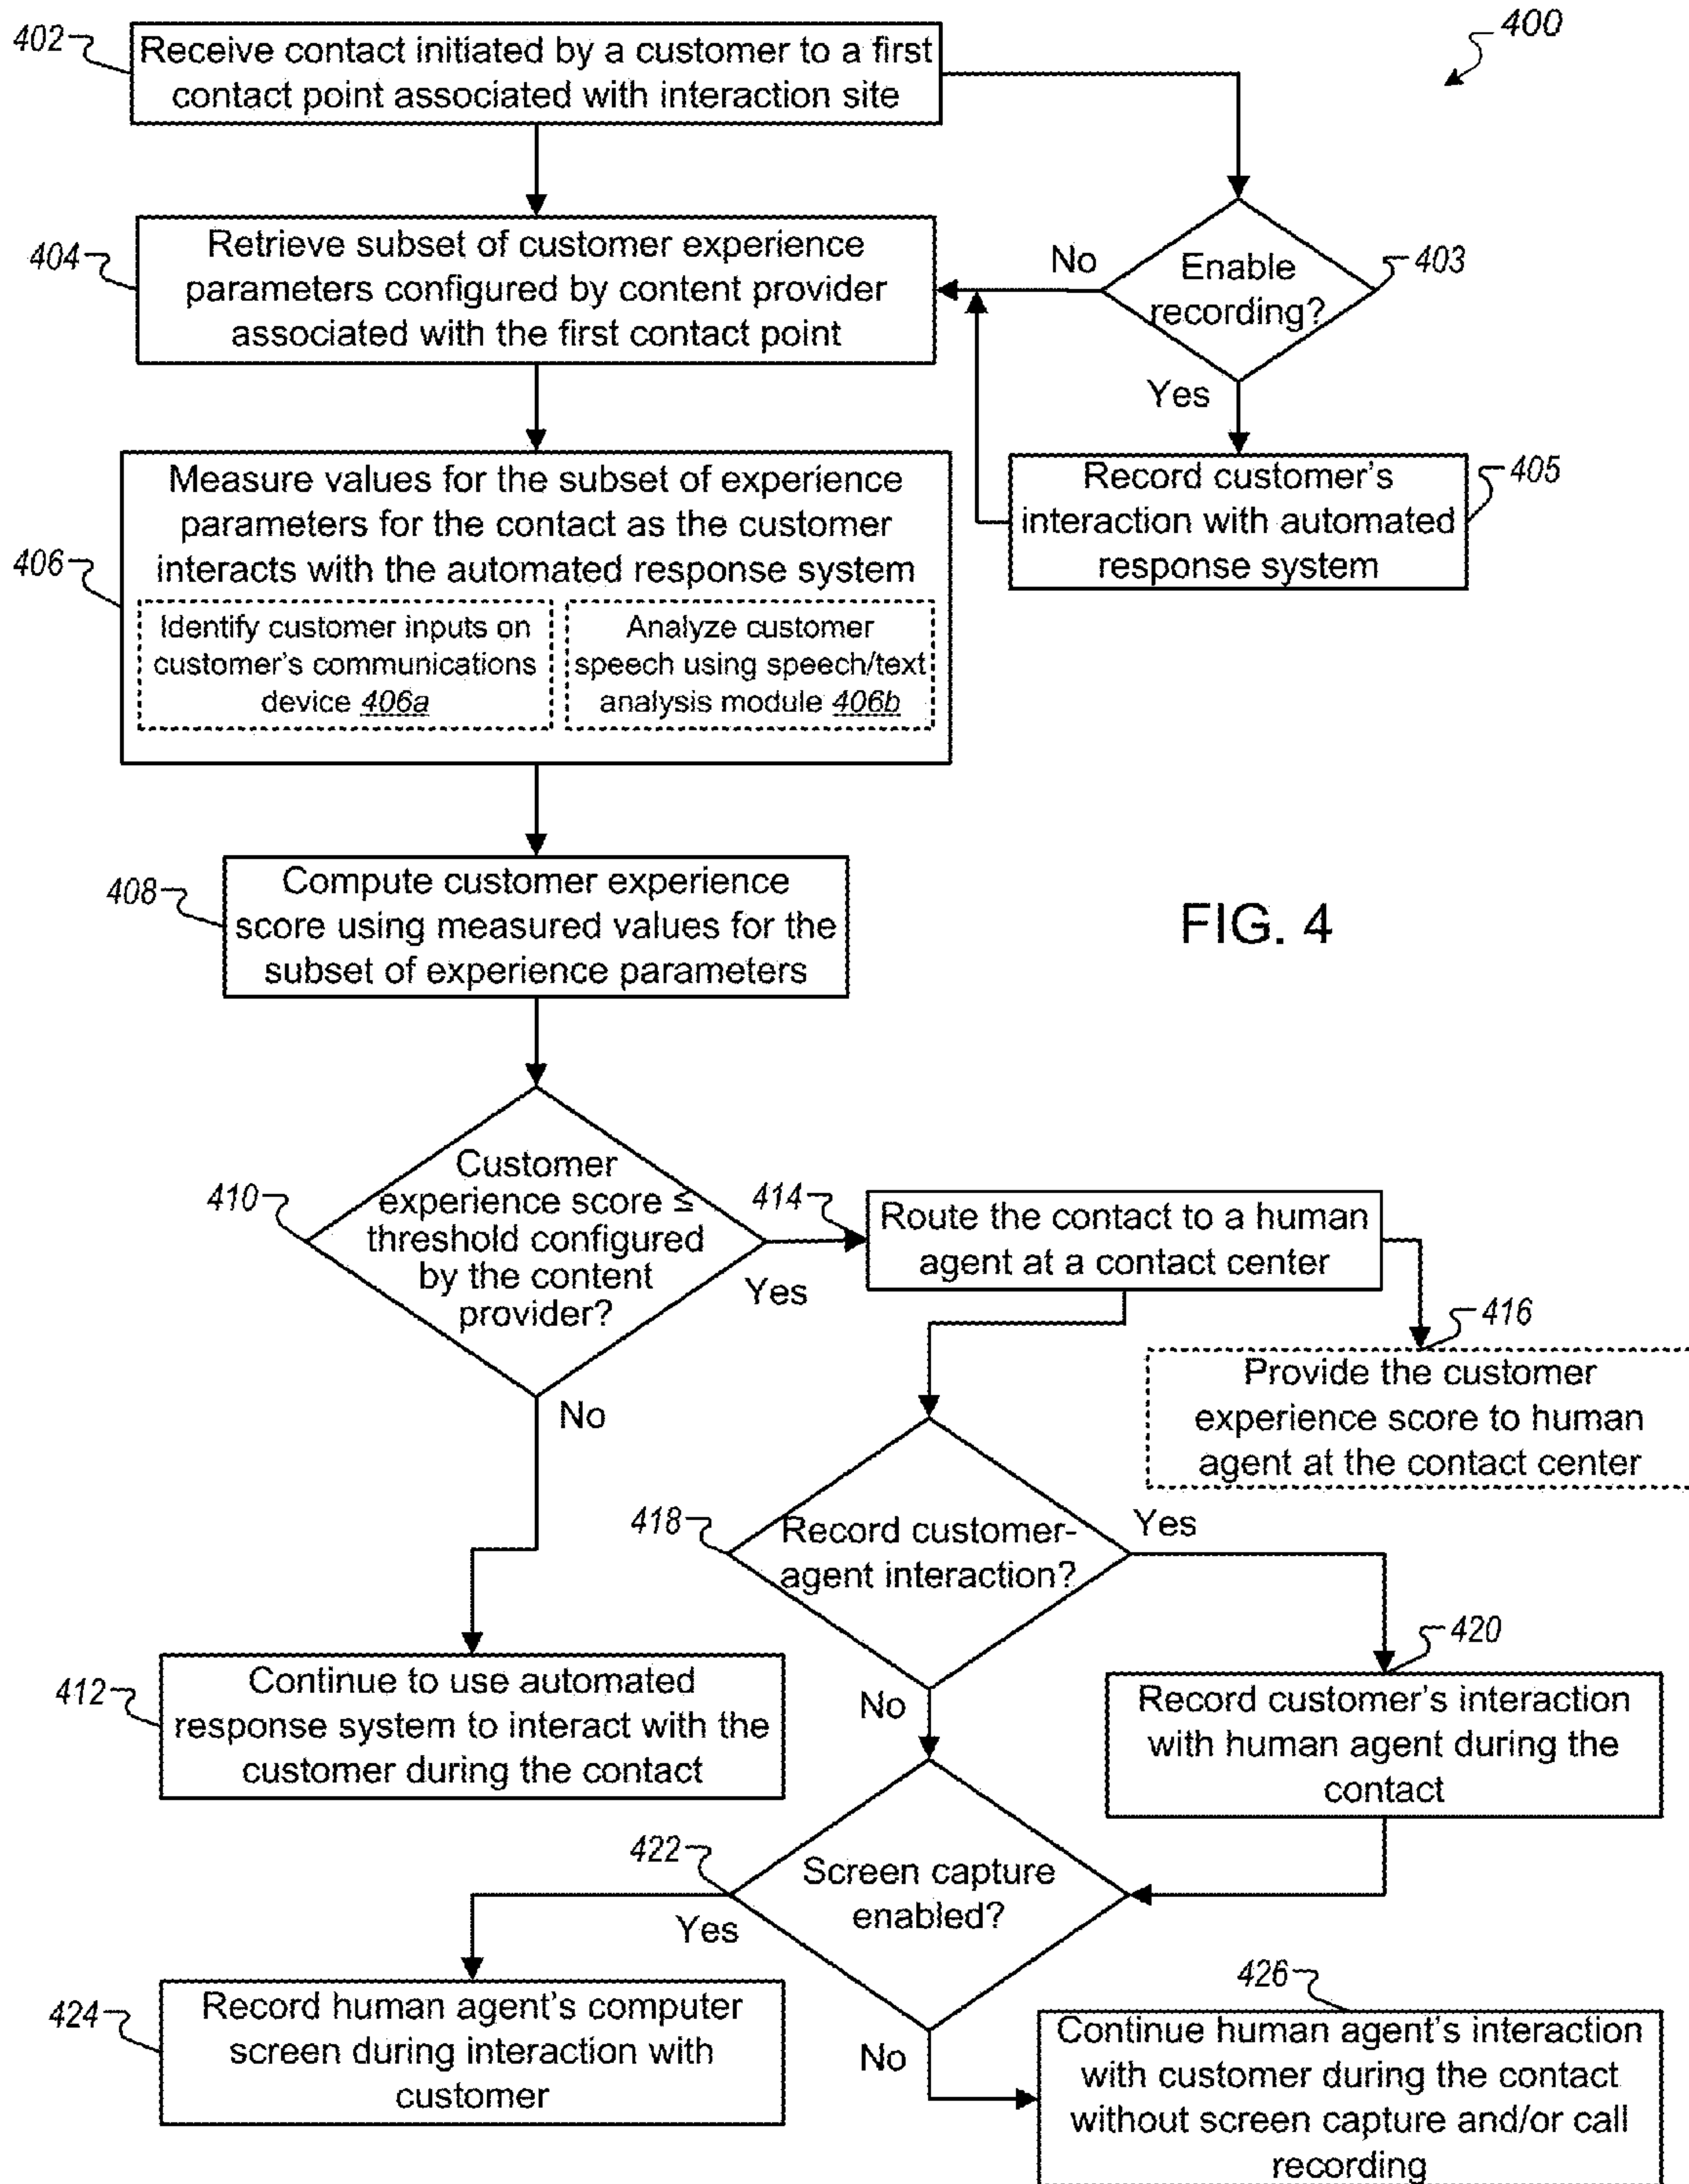 400
402
Receive contact initiated by a customer to a first
contact point associated with interaction site
404
Retrieve subset of customer experience
parameters configured by content provider
associated with the first contact point
No
Enable
recording?
403
Yes
Record customer's
interaction with automated
response system
405
406
Measure values for the subset of experience
parameters for the contact as the customer
interacts with the automated response system
Identify customer inputs on
customer's communications
device 406a
Analyze customer
speech using speech/text
analysis module 406b
408
Compute customer experience
score using measured values for the
subset of experience parameters
FIG. 4
410
Customer
experience score ≤
threshold configured
by the content
provider?
Yes
No
414
Route the contact to a human
agent at a contact center
416
Provide the customer
experience score to human
agent at the contact center
418
Record customer-
agent interaction?
Yes
No
420
Record customer's interaction
with human agent during the
contact
412
Continue to use automated
response system to interact with the
customer during the contact
422
Screen capture
enabled?
Yes
No
424
Record human agent's computer
screen during interaction with
customer
426
Continue human agent's interaction
with customer during the contact
without screen capture and/or call
recording